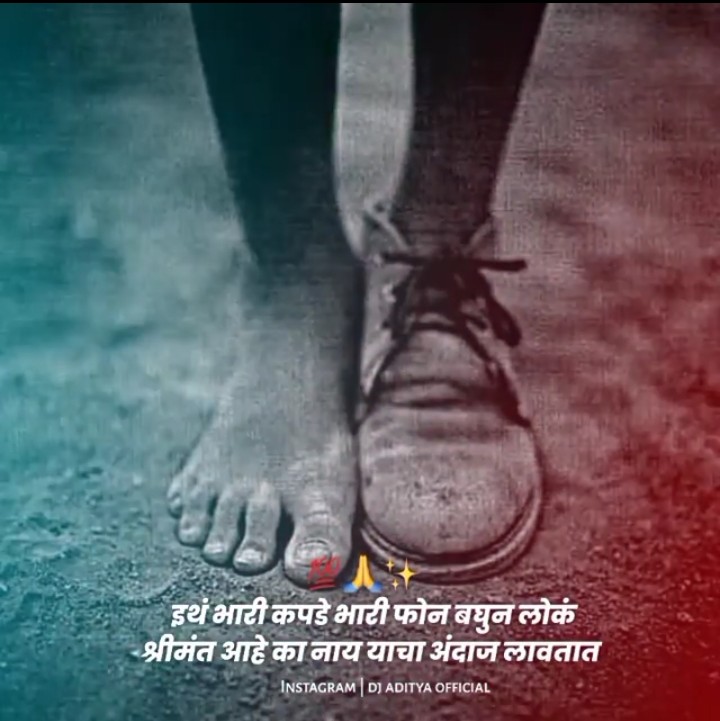 💯🙏✨
इथं भारी कपडे भारी फोन बघुन लोकं
श्रीमंत आहे का नाय याचा अंदाज लावतात
INSTAGRAM | DJ ADITYA OFFICIAL